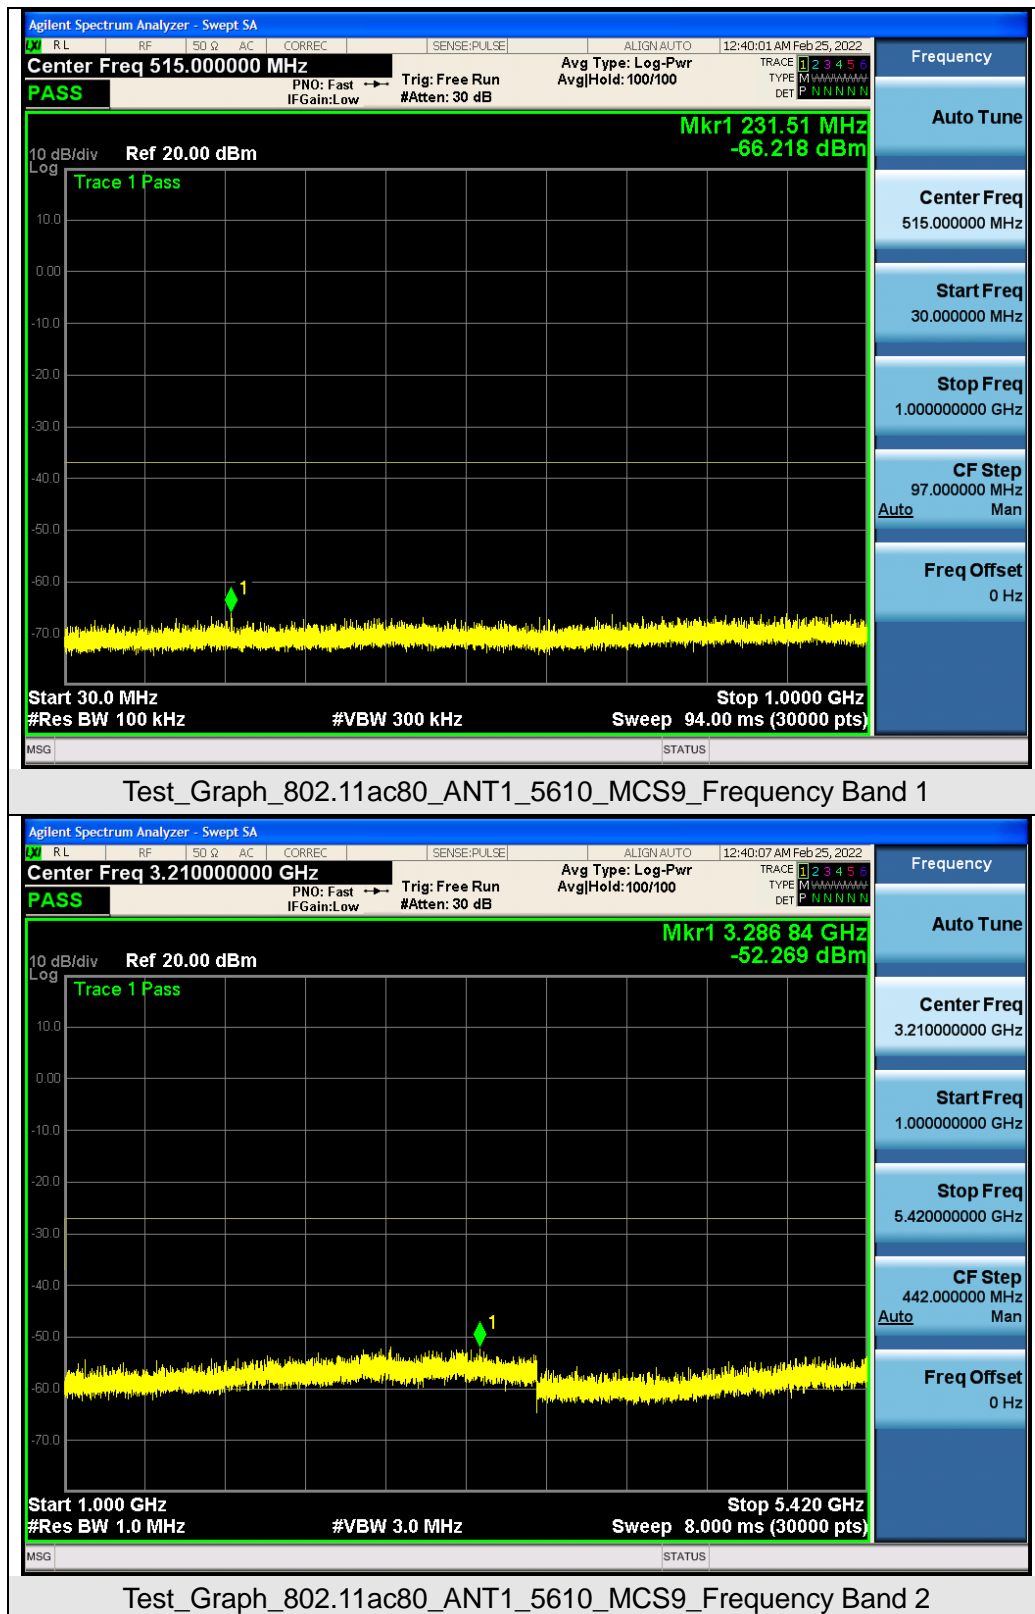 Agilent Spectrum Analyzer - Swept SA
LXI RL RF 50 Ω AC CORREC SENSE:PULSE ALIGN AUTO 12:40:01 AM Feb 25, 2022
Center Freq 515.000000 MHz
PASS
PNO: Fast
IFGain:Low
Trig: Free Run
#Atten: 30 dB
Avg Type: Log-Pwr
Avg|Hold: 100/100
TRACE 1 2 3 4 5 6
TYPE M WWWWW
DET P N N N N N
Mkr1 231.51 MHz
-66.218 dBm
10 dB/div Ref 20.00 dBm
Log
Trace 1 Pass
10.0
0.00
-10.0
-20.0
-30.0
-40.0
-50.0
-60.0
-70.0
1
Start 30.0 MHz Stop 1.0000 GHz
#Res BW 100 kHz #VBW 300 kHz Sweep 94.00 ms (30000 pts)
MSG STATUS
Frequency
Auto Tune
Center Freq
515.000000 MHz
Start Freq
30.000000 MHz
Stop Freq
1.000000000 GHz
CF Step
97.000000 MHz
Auto Man
Freq Offset
0 Hz
Test_Graph_802.11ac80_ANT1_5610_MCS9_Frequency Band 1
Agilent Spectrum Analyzer - Swept SA
LXI RL RF 50 Ω AC CORREC SENSE:PULSE ALIGN AUTO 12:40:07 AM Feb 25, 2022
Center Freq 3.210000000 GHz
PASS
PNO: Fast
IFGain:Low
Trig: Free Run
#Atten: 30 dB
Avg Type: Log-Pwr
Avg|Hold: 100/100
TRACE 1 2 3 4 5 6
TYPE M WWWWW
DET P N N N N N
Mkr1 3.286 84 GHz
-52.269 dBm
10 dB/div Ref 20.00 dBm
Log
Trace 1 Pass
10.0
0.00
-10.0
-20.0
-30.0
-40.0
-50.0
-60.0
-70.0
1
Start 1.000 GHz Stop 5.420 GHz
#Res BW 1.0 MHz #VBW 3.0 MHz Sweep 8.000 ms (30000 pts)
MSG STATUS
Frequency
Auto Tune
Center Freq
3.210000000 GHz
Start Freq
1.000000000 GHz
Stop Freq
5.420000000 GHz
CF Step
442.000000 MHz
Auto Man
Freq Offset
0 Hz
Test_Graph_802.11ac80_ANT1_5610_MCS9_Frequency Band 2